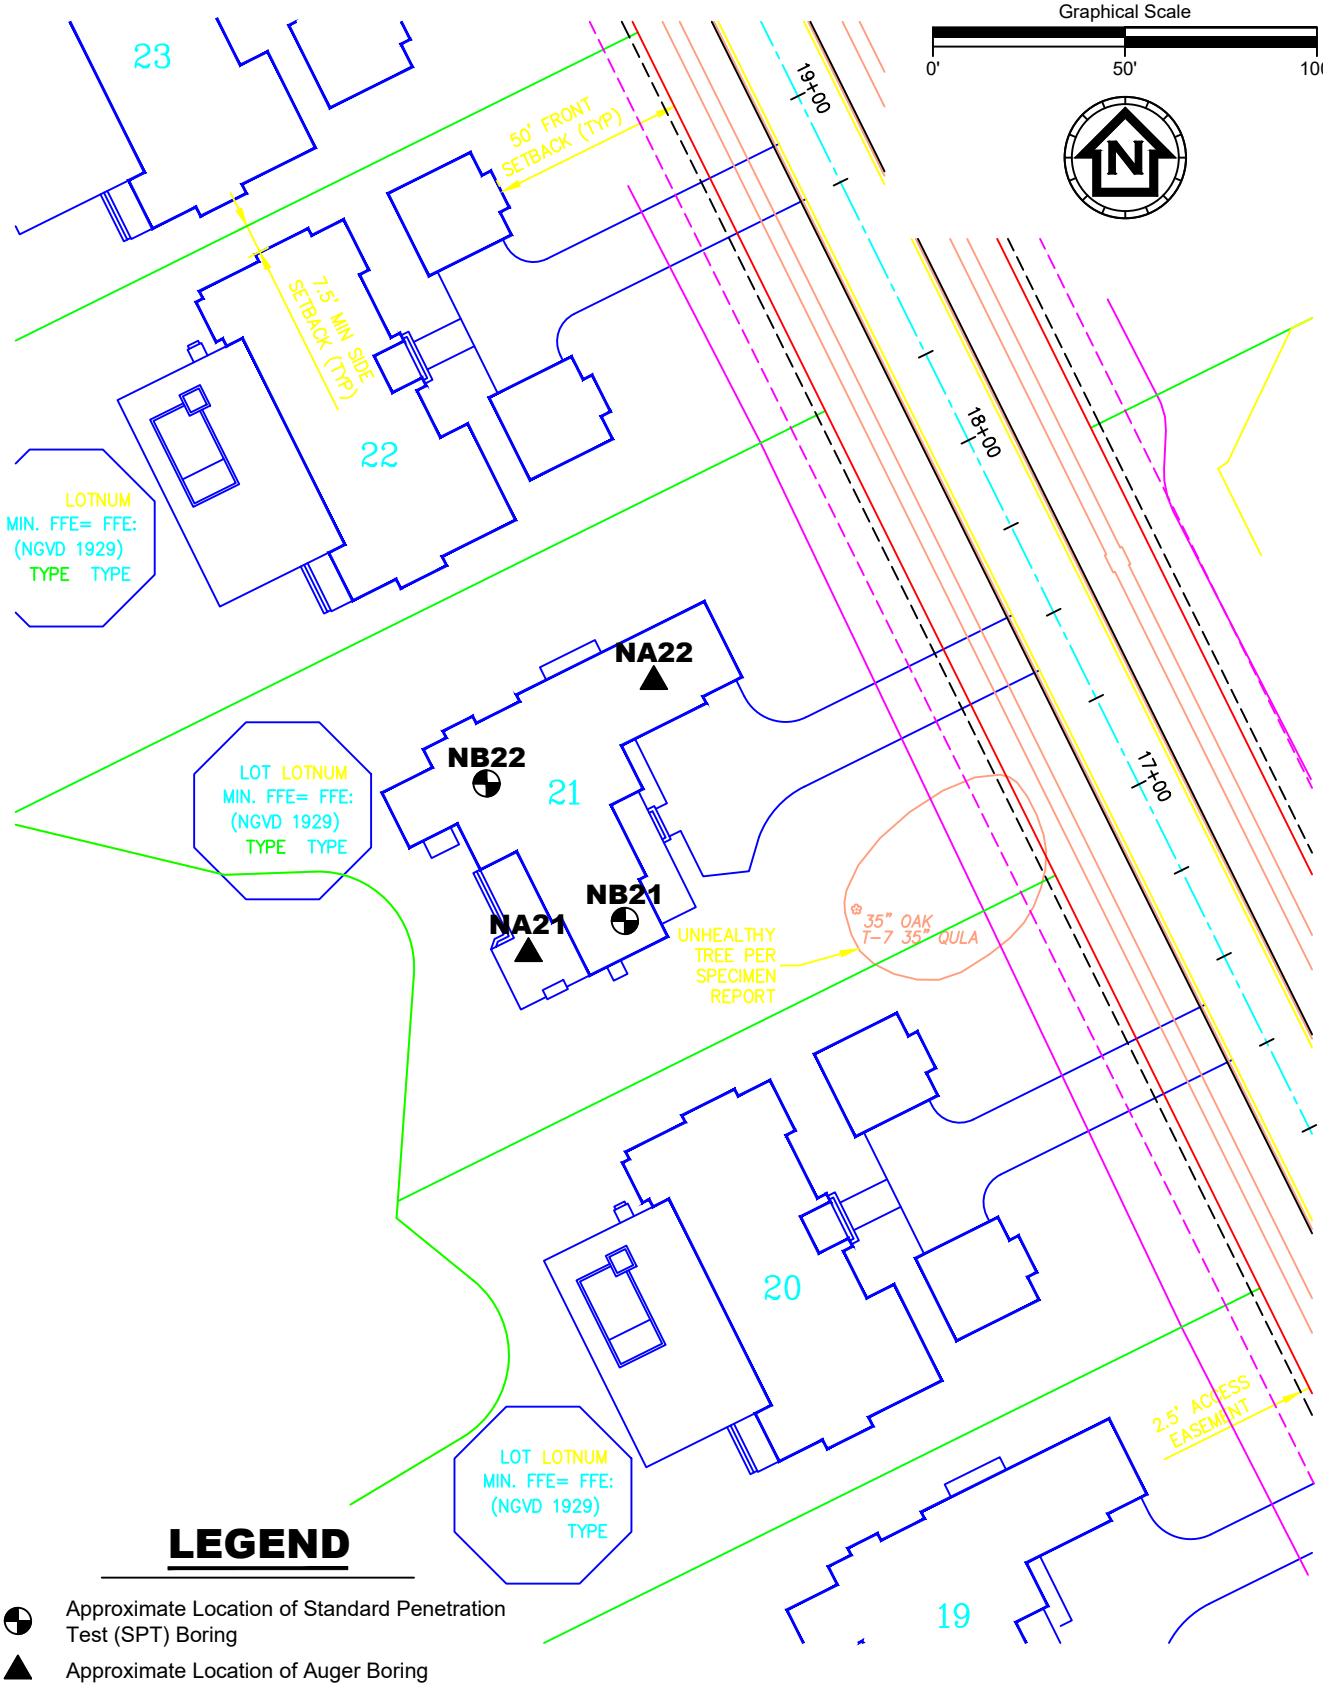 Graphical Scale
0'
50'
100
23
19+00
50' FRONT
SETBACK (TYP)
N
7.5' MIN SIDE
SETBACK (TYP)
18+00
22
LOTNUM
MIN. FFE= FFE:
(NGVD 1929)
TYPE TYPE
NA22
NB22
21
17+00
LOT LOTNUM
MIN. FFE= FFE:
(NGVD 1929)
TYPE TYPE
NB21
NA21
35" OAK
T-7 35" QULA
UNHEALTHY
TREE PER
SPECIMEN
REPORT
20
2.5' ACCESS
EASEMENT
LOT LOTNUM
MIN. FFE= FFE:
(NGVD 1929)
TYPE
19
LEGEND
Approximate Location of Standard Penetration
Test (SPT) Boring
Approximate Location of Auger Boring